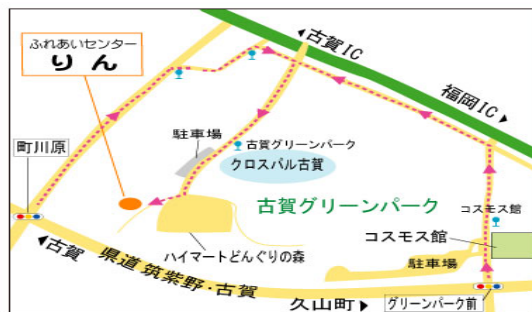 ふれあいセンター
りん
◀古賀IC
福岡IC▶
町川原
駐車場
古賀グリーンパーク
クロスパル古賀
古賀グリーンパーク
コスモス館
コスモス館
駐車場
ハイマートどんぐりの森
◀古賀 県道 筑紫野・古賀
久山町▶
グリーンパーク前